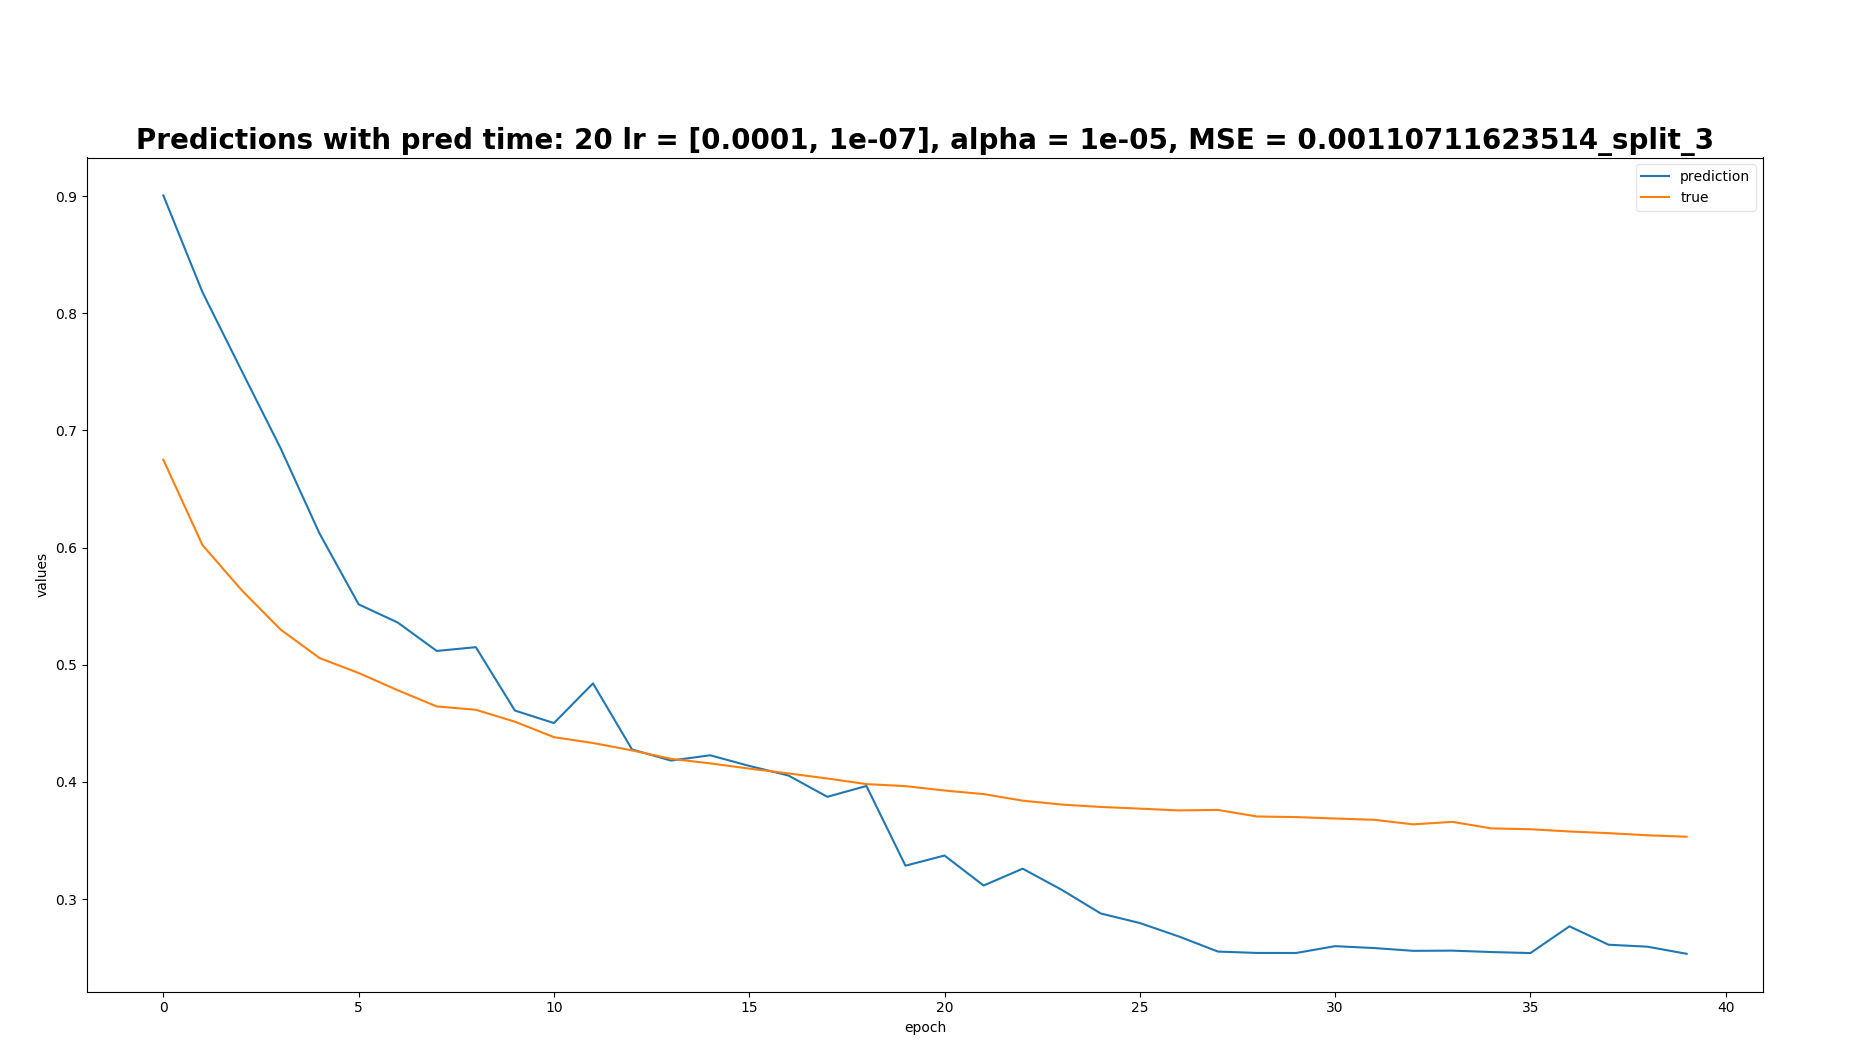 Predictions with pred time: 20 lr = [0.0001, 1e-07], alpha = 1e-05, MSE = 0.00110711623514_split_3
prediction
true
values
0.9
0.8
0.7
0.6
0.5
0.4
0.3
0 5 10 15 20 25 30 35 40
epoch